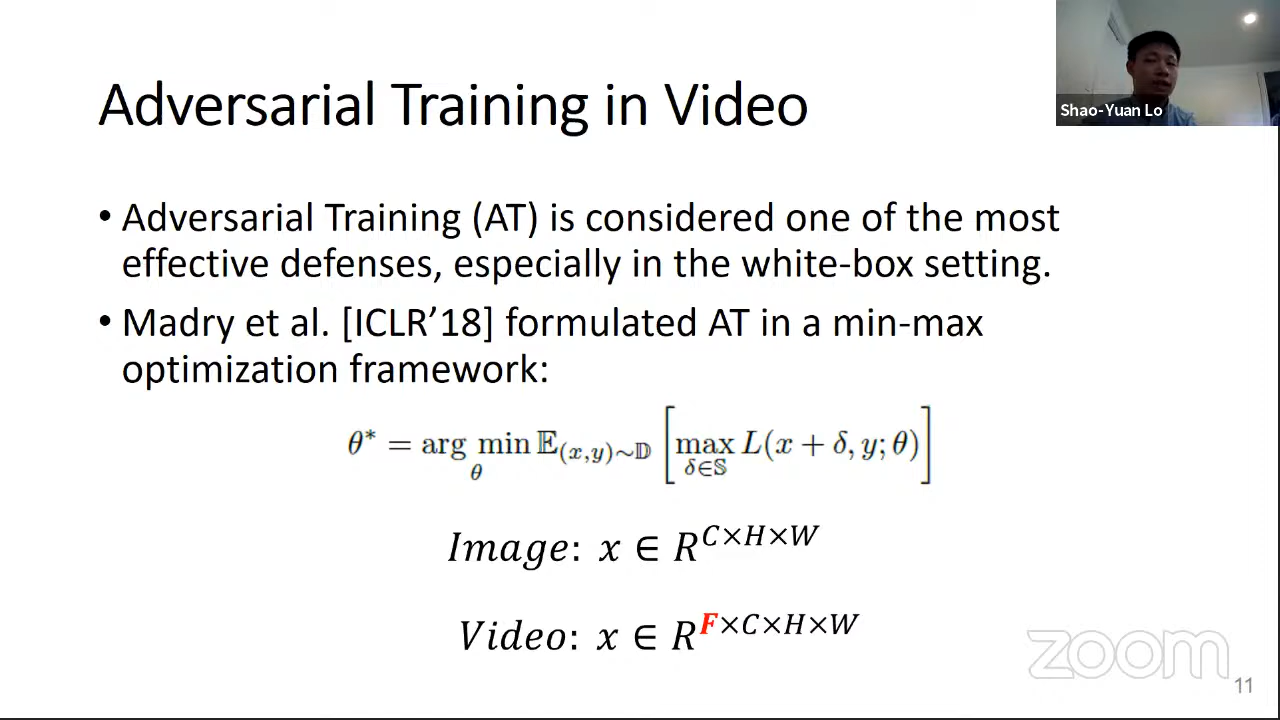 Adversarial Training in Video
Shao-Yuan Lo
• Adversarial Training (AT) is considered one of the most
effective defenses, especially in the white-box setting.
• Madry et al. [ICLR’18] formulated AT in a min-max
optimization framework:
θ* = arg min_θ 𝔼_(x,y)∼𝔻 [max_{δ∈𝕊} L(x + δ, y; θ)]
Image: x ∈ R^{C×H×W}
Video: x ∈ R^{F×C×H×W}
zoom
11